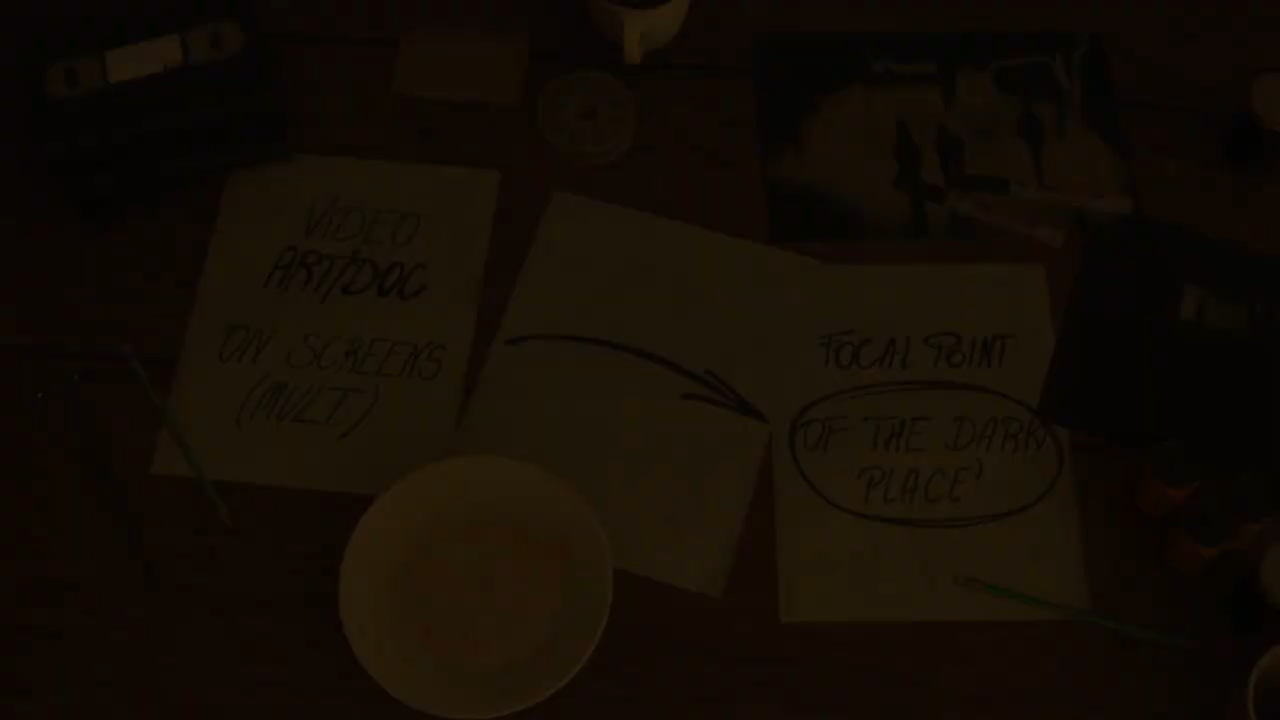 VIDEO
ART/DOC
ON SCREENS
(MULT)
FOCAL POINT
OF THE DARK
PLACE'